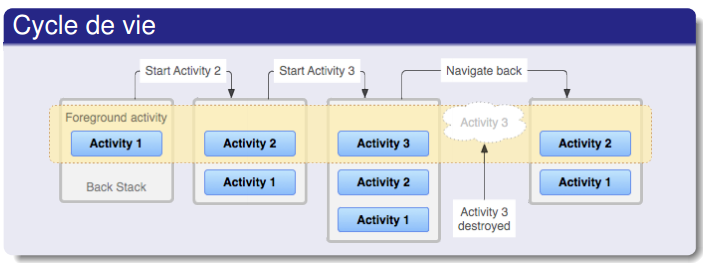 Cycle de vie
Start Activity 2
Start Activity 3
Navigate back
Foreground activity
Activity 1
Back Stack
Activity 2
Activity 1
Activity 3
Activity 2
Activity 1
Activity 3
Activity 3
destroyed
Activity 2
Activity 1